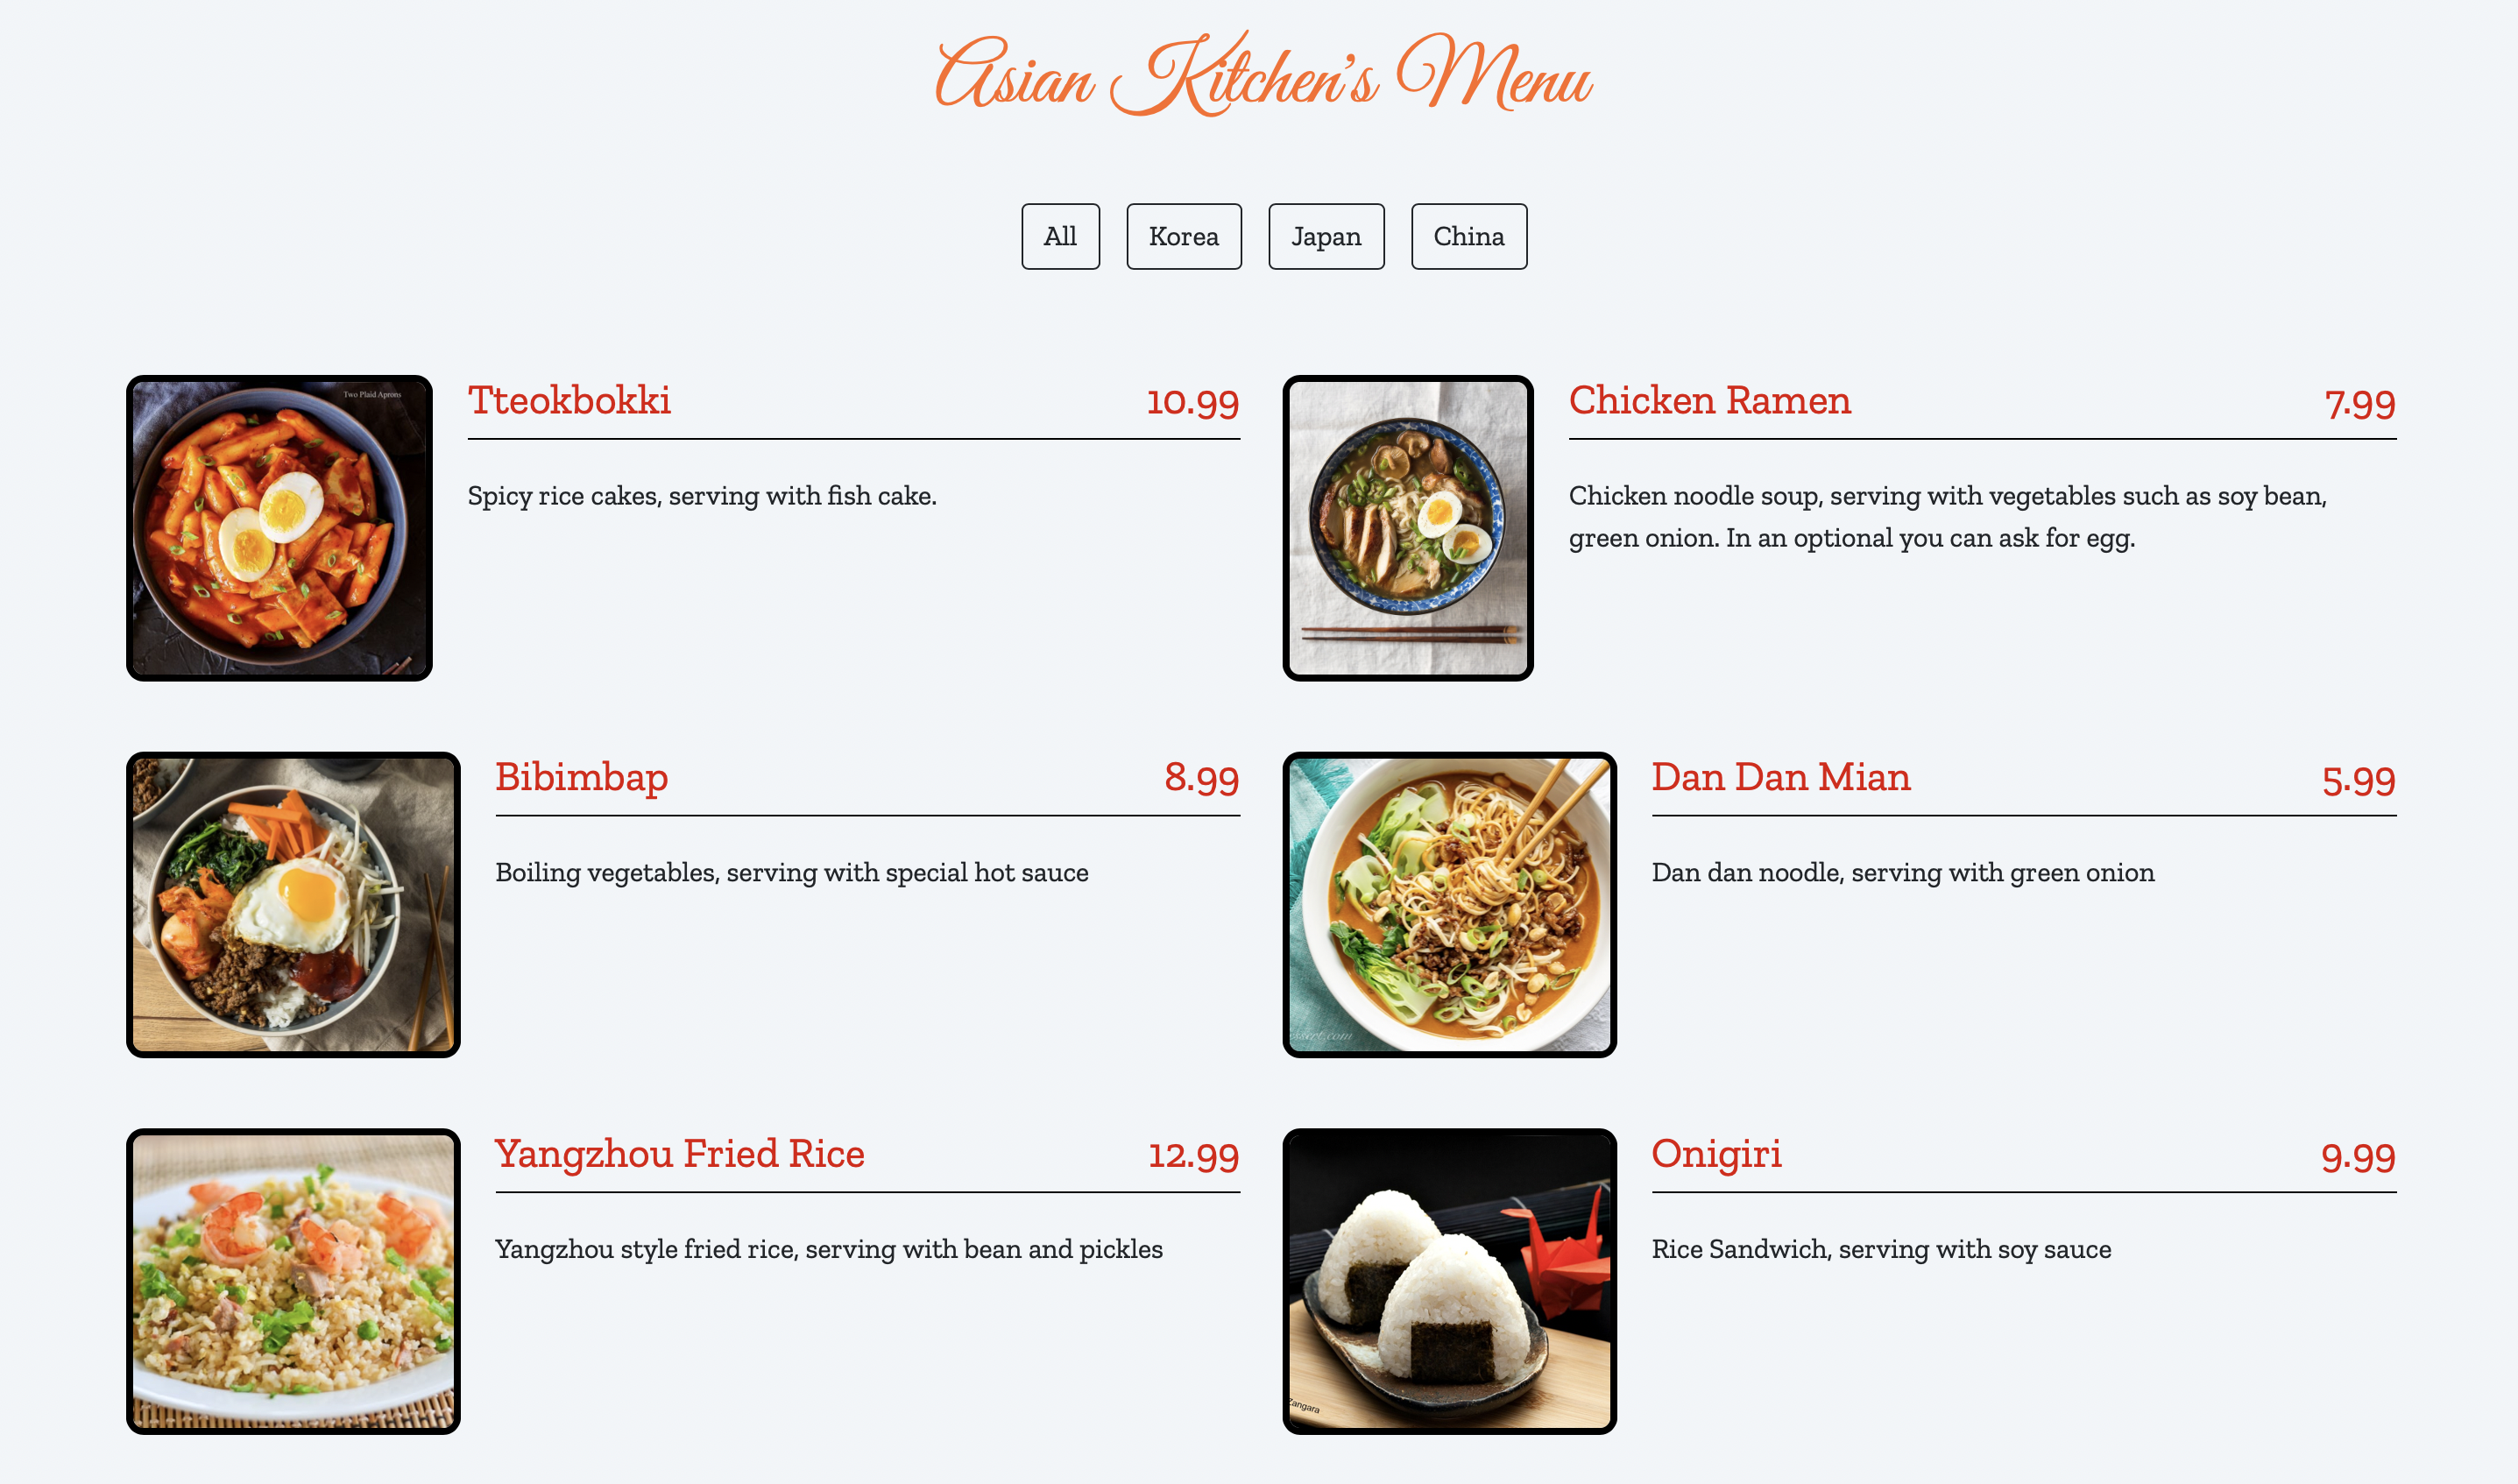 Asian Kitchen's Menu
All
Korea
Japan
China
Two Plaid Aprons
Tteokbokki
10.99
Spicy rice cakes, serving with fish cake.
Chicken Ramen
7.99
Chicken noodle soup, serving with vegetables such as soy bean,
green onion. In an optional you can ask for egg.
Bibimbap
8.99
Boiling vegetables, serving with special hot sauce
Dan Dan Mian
5.99
Dan dan noodle, serving with green onion
Yangzhou Fried Rice
12.99
Yangzhou style fried rice, serving with bean and pickles
Onigiri
9.99
Rice Sandwich, serving with soy sauce
Zangara